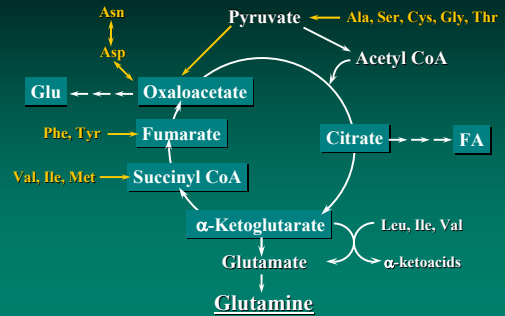 Asn
Pyruvate
Ala, Ser, Cys, Gly, Thr
Asp
Acetyl CoA
Glu
Oxaloacetate
Phe, Tyr
Fumarate
Citrate
FA
Val, Ile, Met
Succinyl CoA
α-Ketoglutarate
Leu, Ile, Val
Glutamate
α-ketoacids
Glutamine